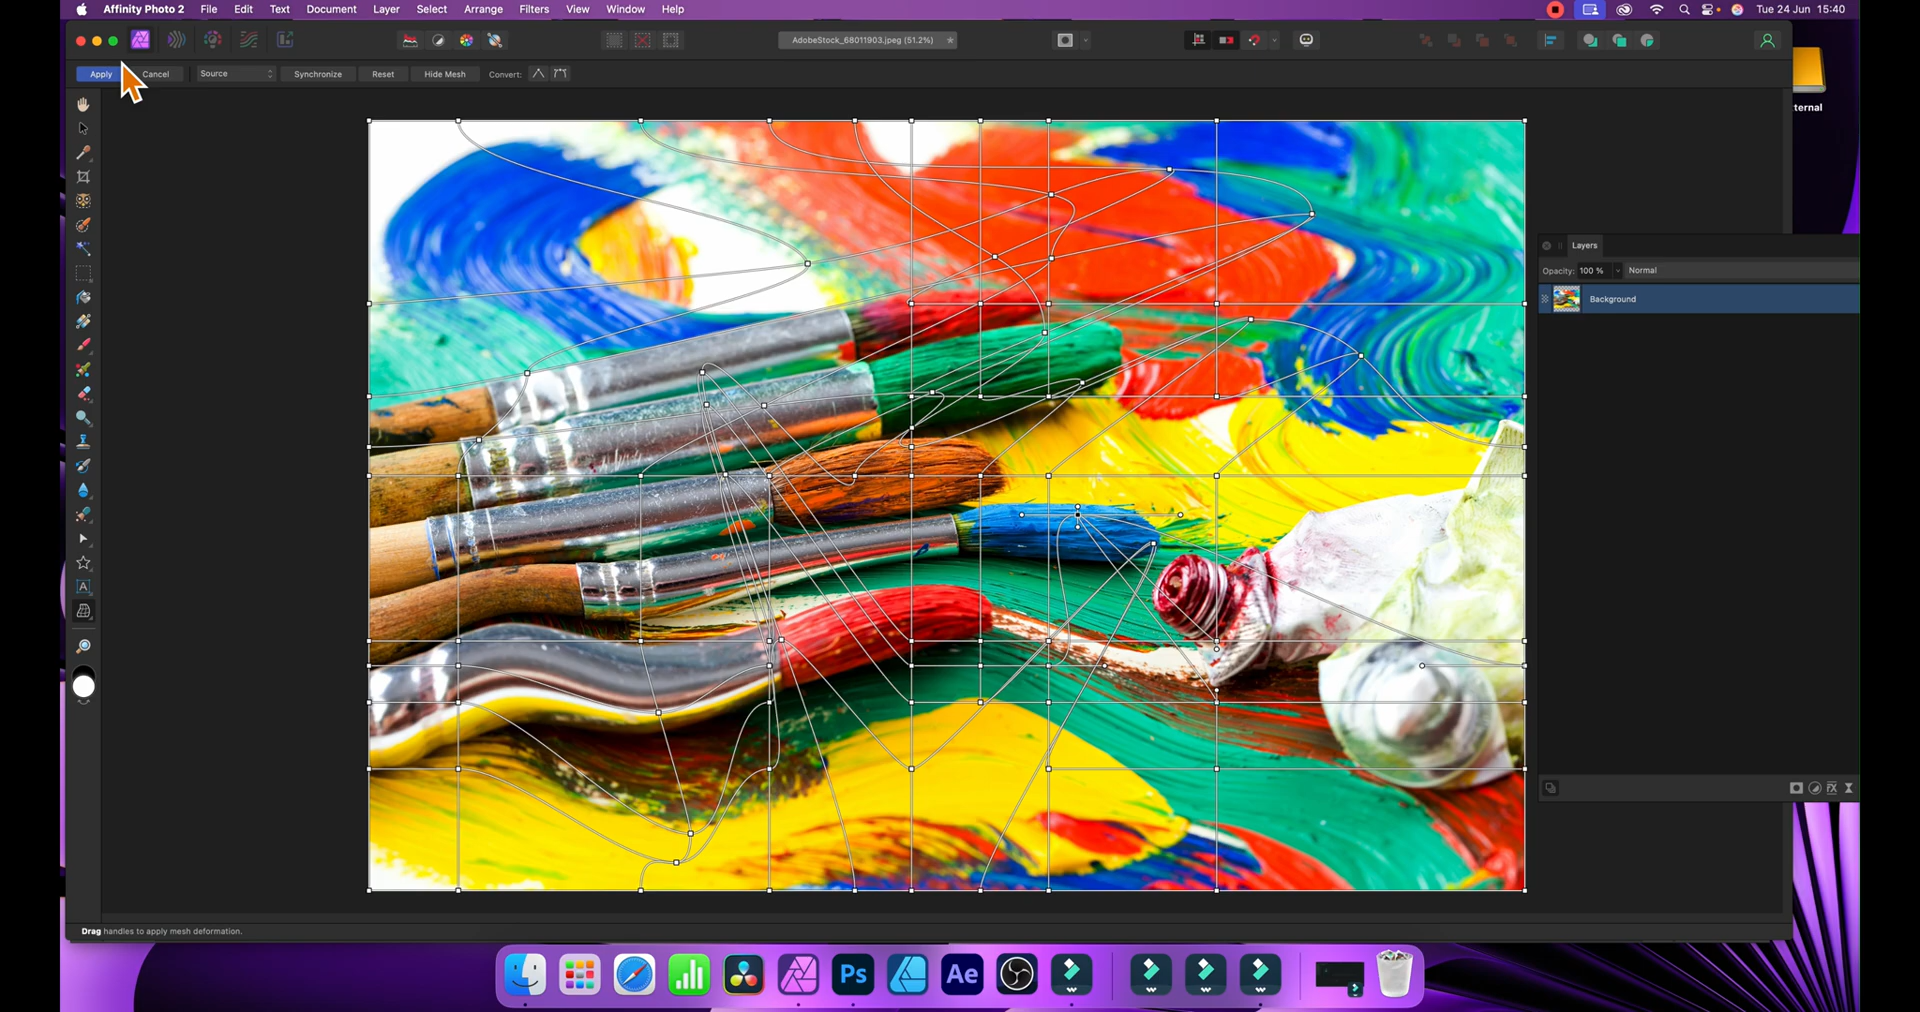 Affinity Photo 2 File Edit Text Document Layer Select Arrange Filters View Window Help Tue 24 Jun 15:40
AdobeStock_68011903.jpeg (51.2%)
Apply Cancel Source Synchronize Reset Hide Mesh Convert:
ternal
Layers
Opacity: 100 % Normal
Background
FX
A
Drag handles to apply mesh deformation.
Ps Ae